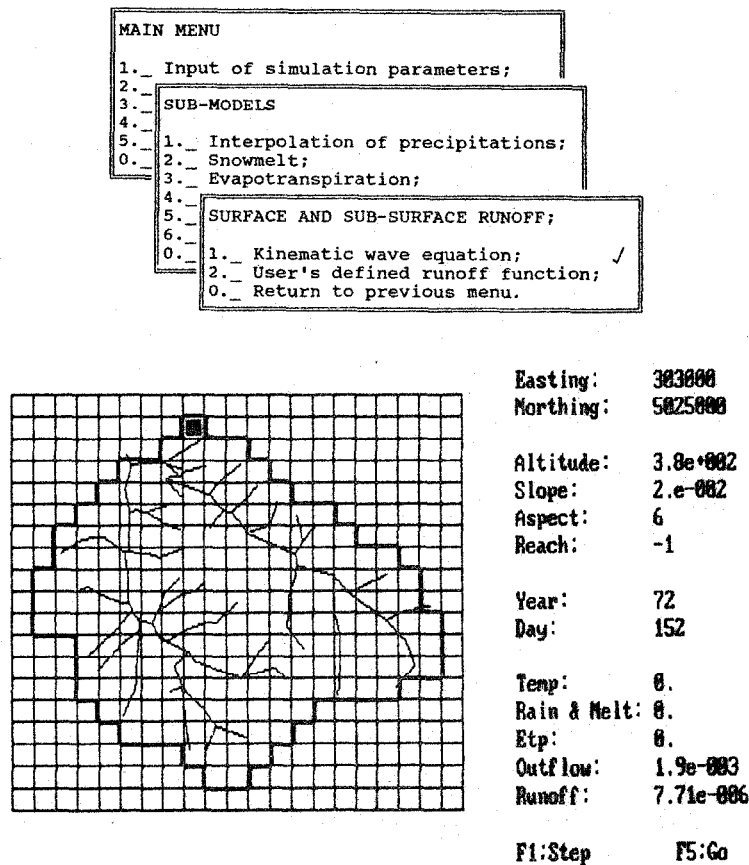 MAIN MENU
1._ Input of simulation parameters;
2._
3._
4._
5._
0._
SUB-MODELS
1._ Interpolation of precipitations;
2._ Snowmelt;
3._ Evapotranspiration;
4._
5._
6._
0._
SURFACE AND SUB-SURFACE RUNOFF;
1._ Kinematic wave equation; ✓
2._ User's defined runoff function;
0._ Return to previous menu.
Easting: 303000
Northing: 5025000
Altitude: 3.8e+002
Slope: 2.e-002
Aspect: 6
Reach: -1
Year: 72
Day: 152
Temp: 0.
Rain & Melt: 0.
Etp: 0.
Outflow: 1.9e-003
Runoff: 7.71e-006
F1:Step F5:Go